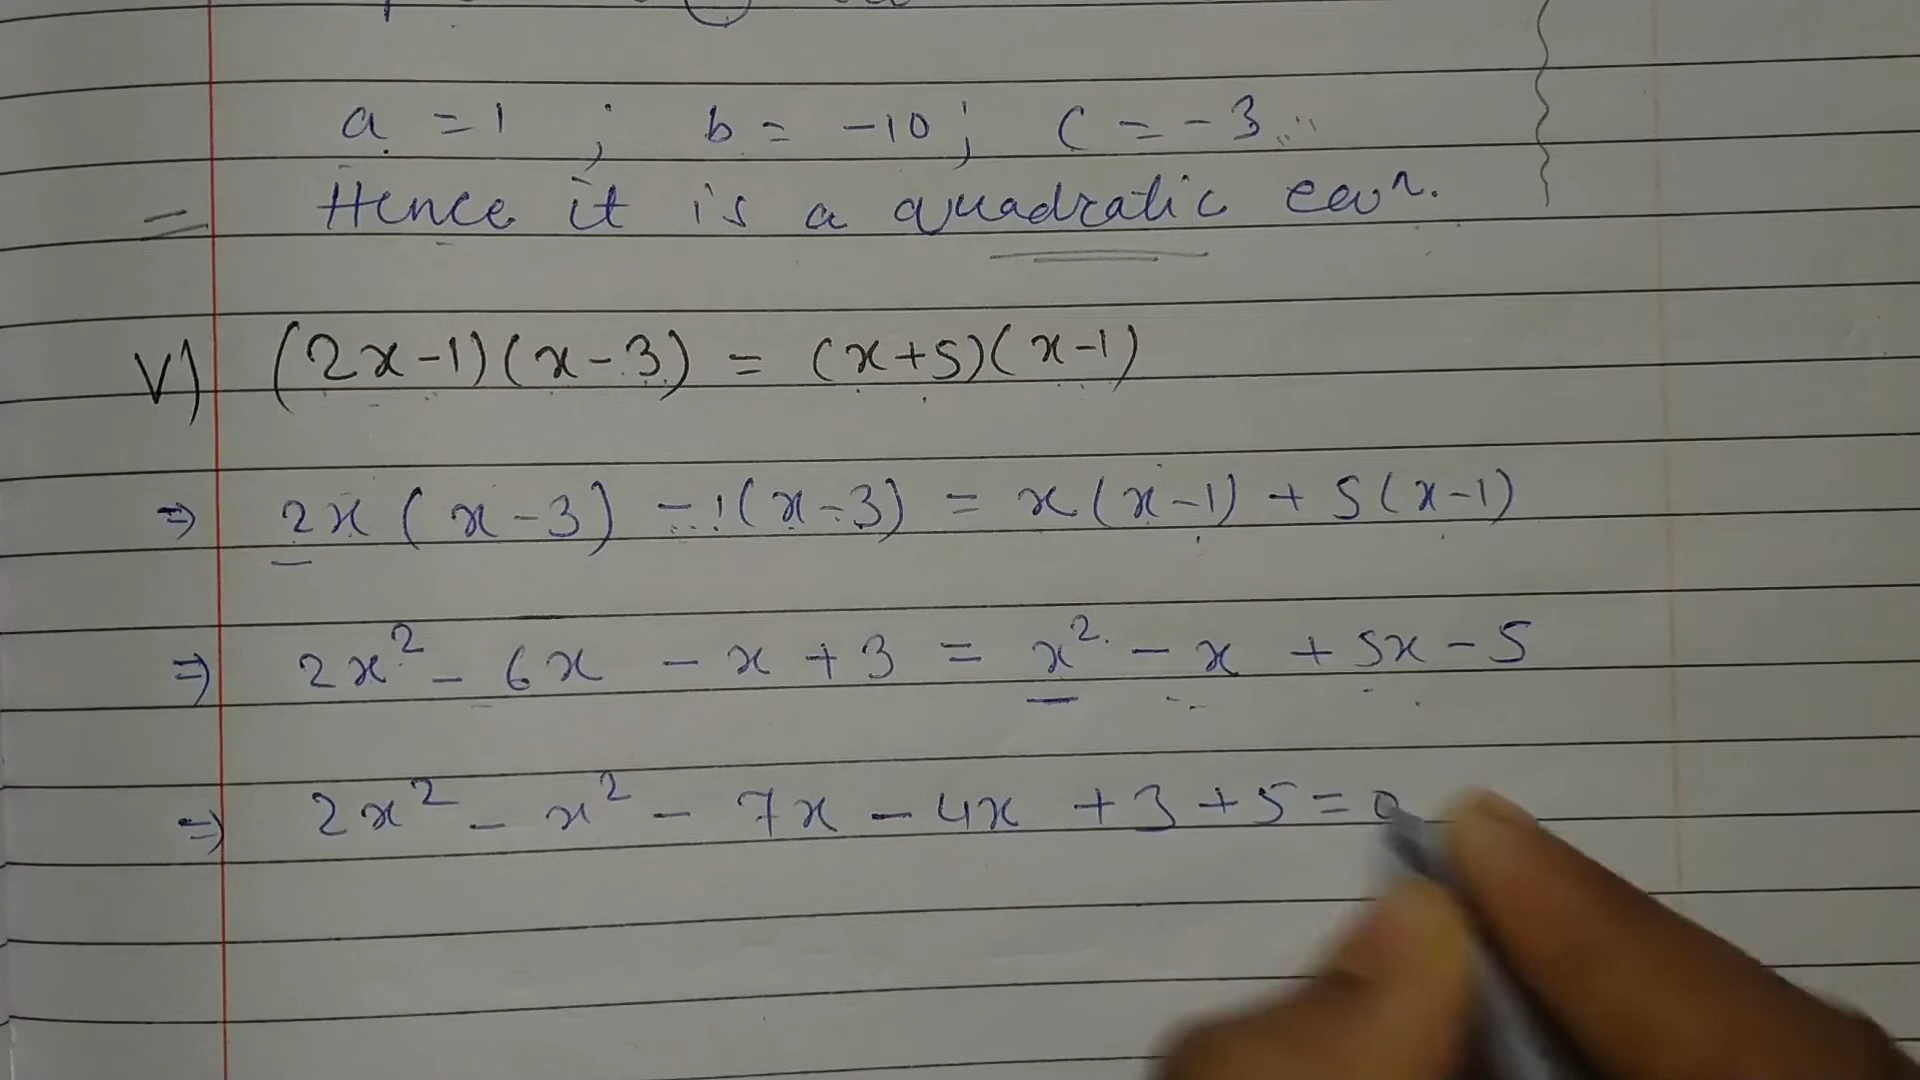 a = 1 ; b = -10 ; c = -3
Hence it is a quadratic eqn.
v) (2x-1)(x-3) = (x+5)(x-1)
⇒ 2x(x-3) -1(x-3) = x(x-1) + 5(x-1)
⇒ 2x² - 6x - x + 3 = x² - x + 5x - 5
⇒ 2x² - x² - 7x - 4x + 3 + 5 = 0